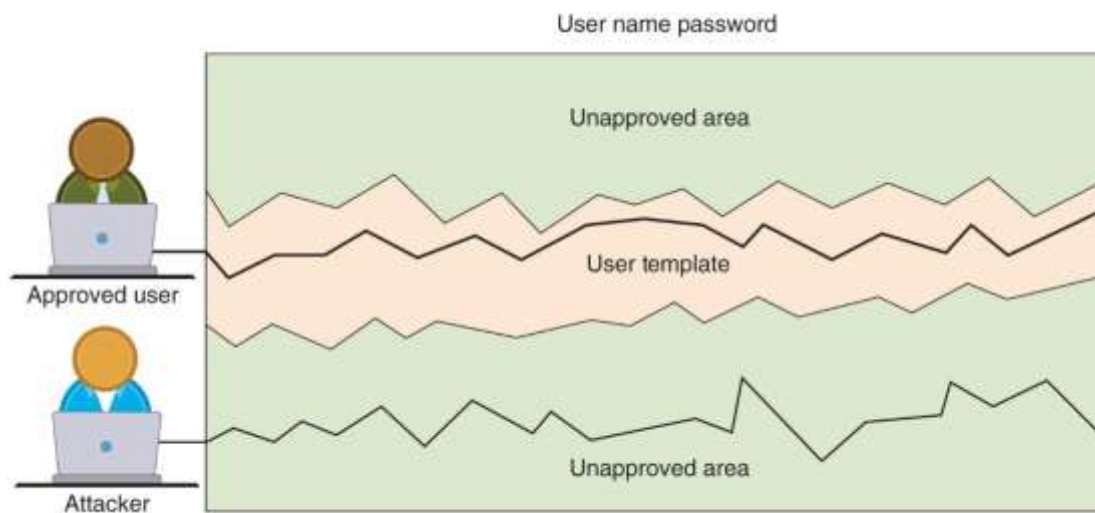 User name password
Unapproved area
User template
Approved user
Unapproved area
Attacker